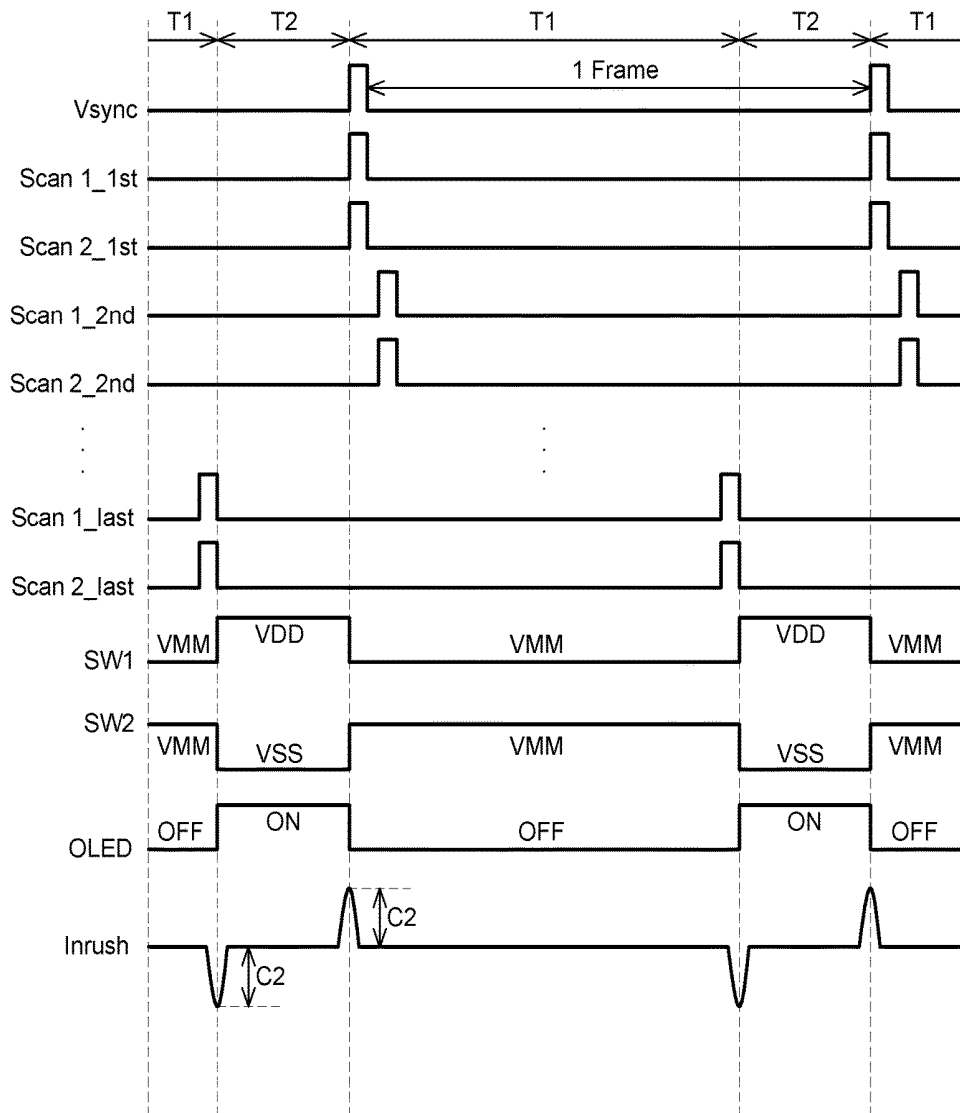 T1 T2 T1 T2 T1
1 Frame
Vsync
Scan 1_1st
Scan 2_1st
Scan 1_2nd
Scan 2_2nd
Scan 1_last
Scan 2_last
VDD VDD
VMM VMM VMM
SW1
SW2
VMM VSS VMM VSS VMM
ON ON
OFF OFF OFF
OLED
C2
Inrush
C2